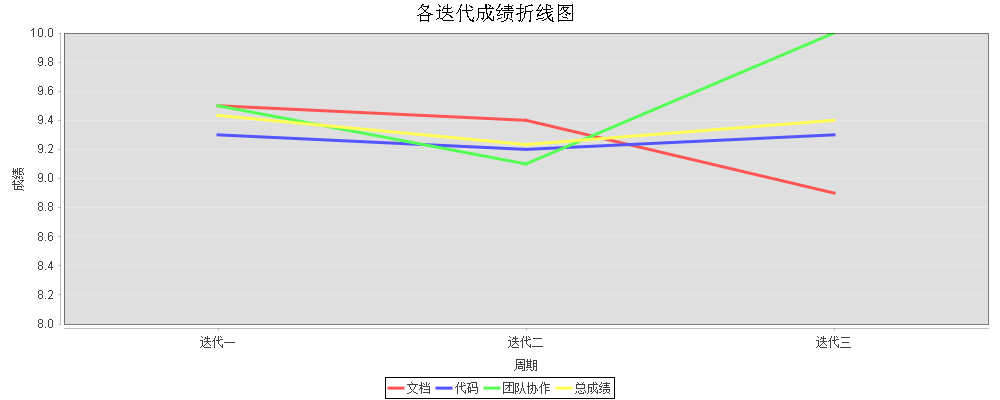 各迭代成绩折线图
10.0
9.8
9.6
9.4
9.2
9.0
8.8
8.6
8.4
8.2
8.0
成绩
迭代一 迭代二 迭代三
周期
文档 代码 团队协作 总成绩